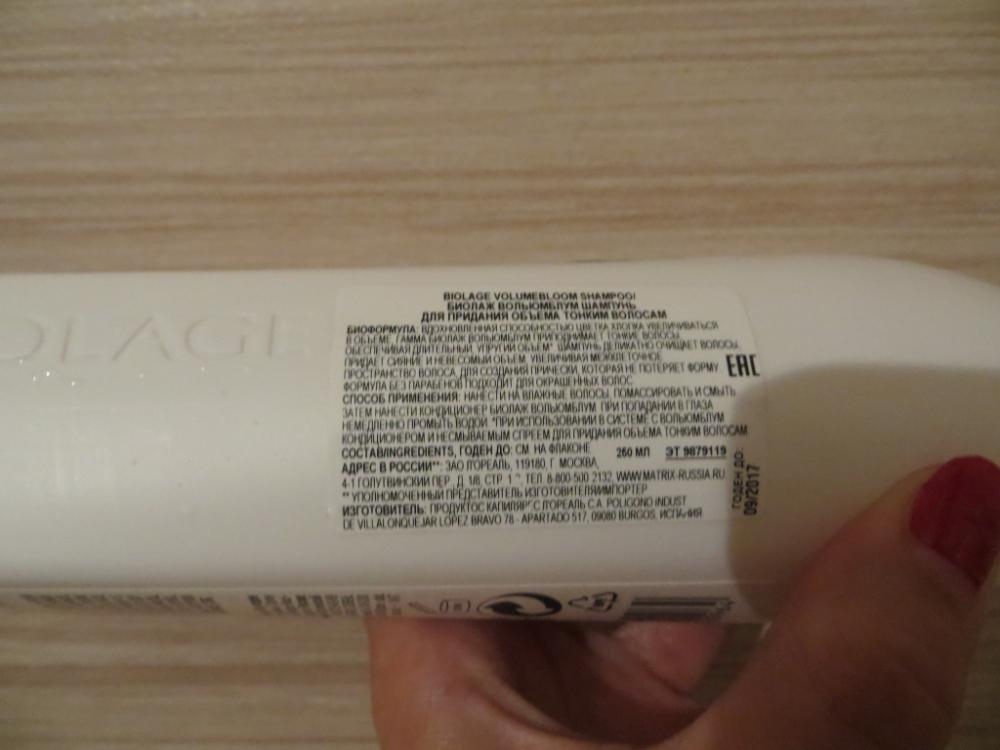 BIOLAGE
BIOLAGE VOLUMEBLOOM SHAMPOO/
БИОЛАЖ ВОЛЬЮМБЛУМ ШАМПУНЬ
ДЛЯ ПРИДАНИЯ ОБЪЕМА ТОНКИМ ВОЛОСАМ
БИОФОРМУЛА: ВДОХНОВЛЕННАЯ СПОСОБНОСТЬЮ ЦВЕТКА ХЛОПКА УВЕЛИЧИВАТЬСЯ
В ОБЪЕМЕ, ГАММА БИОЛАЖ ВОЛЬЮМБЛУМ ПРИПОДНИМАЕТ ТОНКИЕ ВОЛОСЫ,
ОБЕСПЕЧИВАЯ ДЛИТЕЛЬНЫЙ, УПРУГИЙ ОБЪЕМ* ШАМПУНЬ ДЕЛИКАТНО ОЧИЩАЕТ ВОЛОСЫ,
ПРИДАЕТ СИЯНИЕ И НЕВЕСОМЫЙ ОБЪЕМ, УВЕЛИЧИВАЯ МЕЖКЛЕТОЧНОЕ
ПРОСТРАНСТВО ВОЛОСА, ДЛЯ СОЗДАНИЯ ПРИЧЕСКИ, КОТОРАЯ НЕ ПОТЕРЯЕТ ФОРМУ
ФОРМУЛА БЕЗ ПАРАБЕНОВ ПОДХОДИТ ДЛЯ ОКРАШЕННЫХ ВОЛОС
EAC
СПОСОБ ПРИМЕНЕНИЯ: НАНЕСТИ НА ВЛАЖНЫЕ ВОЛОСЫ, ПОМАССИРОВАТЬ И СМЫТЬ,
ЗАТЕМ НАНЕСТИ КОНДИЦИОНЕР БИОЛАЖ ВОЛЬЮМБЛУМ. ПРИ ПОПАДАНИИ В ГЛАЗА
НЕМЕДЛЕННО ПРОМЫТЬ ВОДОЙ. *ПРИ ИСПОЛЬЗОВАНИИ В СИСТЕМЕ С ВОЛЬЮМБЛУМ
КОНДИЦИОНЕРОМ И НЕСМЫВАЕМЫМ СПРЕЕМ ДЛЯ ПРИДАНИЯ ОБЪЕМА ТОНКИМ ВОЛОСАМ
СОСТАВ/INGREDIENTS, ГОДЕН ДО: СМ. НА ФЛАКОНЕ 250 МЛ ЭТ 9879119
АДРЕС В РОССИИ**: ЗАО Л'ОРЕАЛЬ, 119180, Г. МОСКВА,
4-1 ГОЛУТВИНСКИЙ ПЕР., Д. 1/8, СТР. 1 ТЕЛ. 8-800-500 2132, WWW.MATRIX-RUSSIA.RU
** УПОЛНОМОЧЕННЫЙ ПРЕДСТАВИТЕЛЬ ИЗГОТОВИТЕЛЯ/ИМПОРТЕР
ИЗГОТОВИТЕЛЬ: ПРОДУКТОС КАПИЛАРЕС Л'ОРЕАЛЬ С.А. POLIGONO INDUST
DE VILLALONQUEJAR LOPEZ BRAVO 78 - APARTADO 517, 09080 BURGOS, ИСПАНИЯ
ГОДЕН ДО:
09/2017